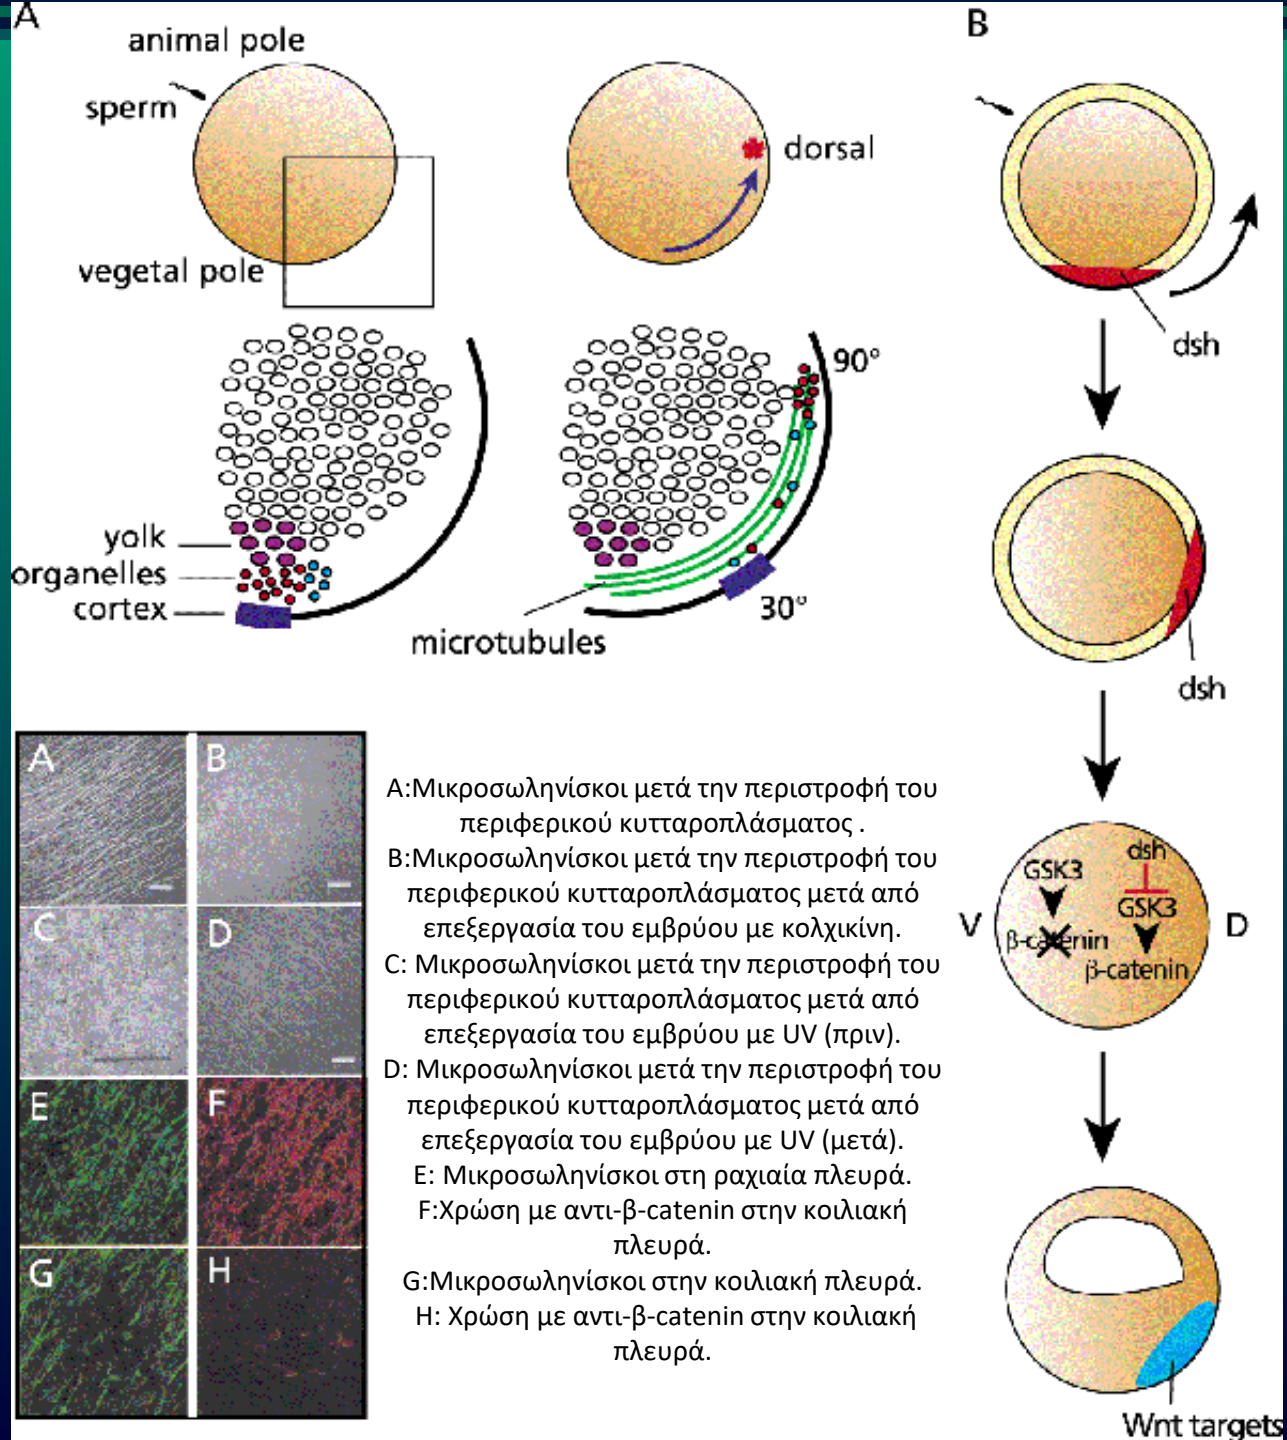 A
animal pole
sperm
vegetal pole
dorsal
yolk
organelles
cortex
90°
30°
microtubules
B
dsh
dsh
V
GSK3
β-catenin
dsh
GSK3
β-catenin
D
Wnt targets
A
B
C
D
E
F
G
H
A:Μικροσωληνίσκοι μετά την περιστροφή του
περιφερικού κυτταροπλάσματος .
B:Μικροσωληνίσκοι μετά την περιστροφή του
περιφερικού κυτταροπλάσματος μετά από
επεξεργασία του εμβρύου με κολχικίνη.
C: Μικροσωληνίσκοι μετά την περιστροφή του
περιφερικού κυτταροπλάσματος μετά από
επεξεργασία του εμβρύου με UV (πριν).
D: Μικροσωληνίσκοι μετά την περιστροφή του
περιφερικού κυτταροπλάσματος μετά από
επεξεργασία του εμβρύου με UV (μετά).
E: Μικροσωληνίσκοι στη ραχιαία πλευρά.
F:Χρώση με αντι-β-catenin στην κοιλιακή
πλευρά.
G:Μικροσωληνίσκοι στην κοιλιακή πλευρά.
H: Χρώση με αντι-β-catenin στην κοιλιακή
πλευρά.